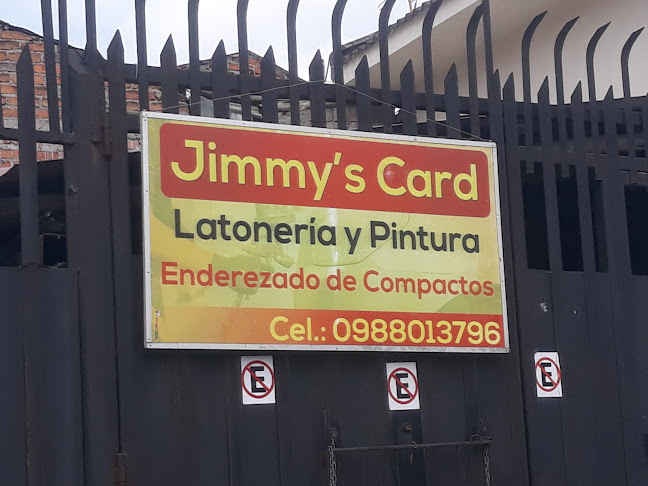 Jimmy's Card
Latonería y Pintura
Enderezado de Compactos
Cel.: 0988013796
E
E
E